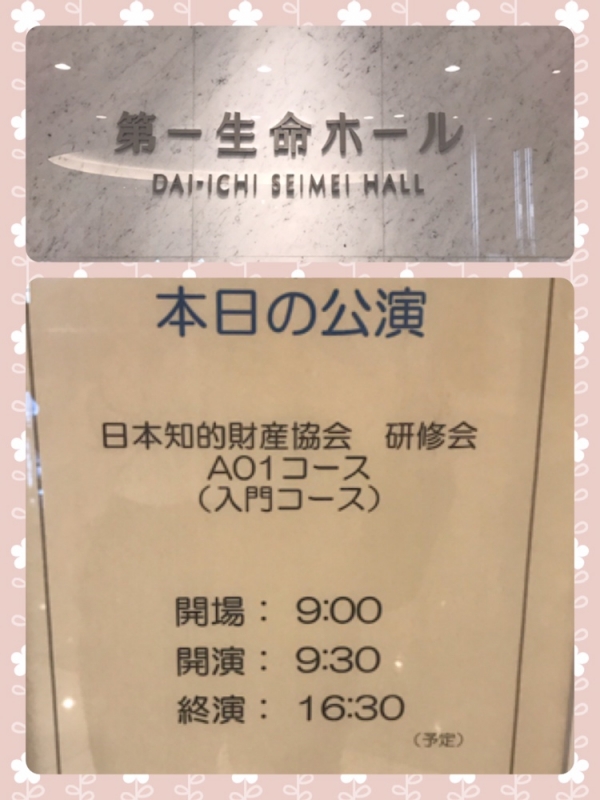 第一生命ホール
DAI-ICHI SEIMEI HALL
本日の公演
日本知的財産協会　研修会
A01コース
（入門コース）
開場： 9:00
開演： 9:30
終演： 16:30
（予定）